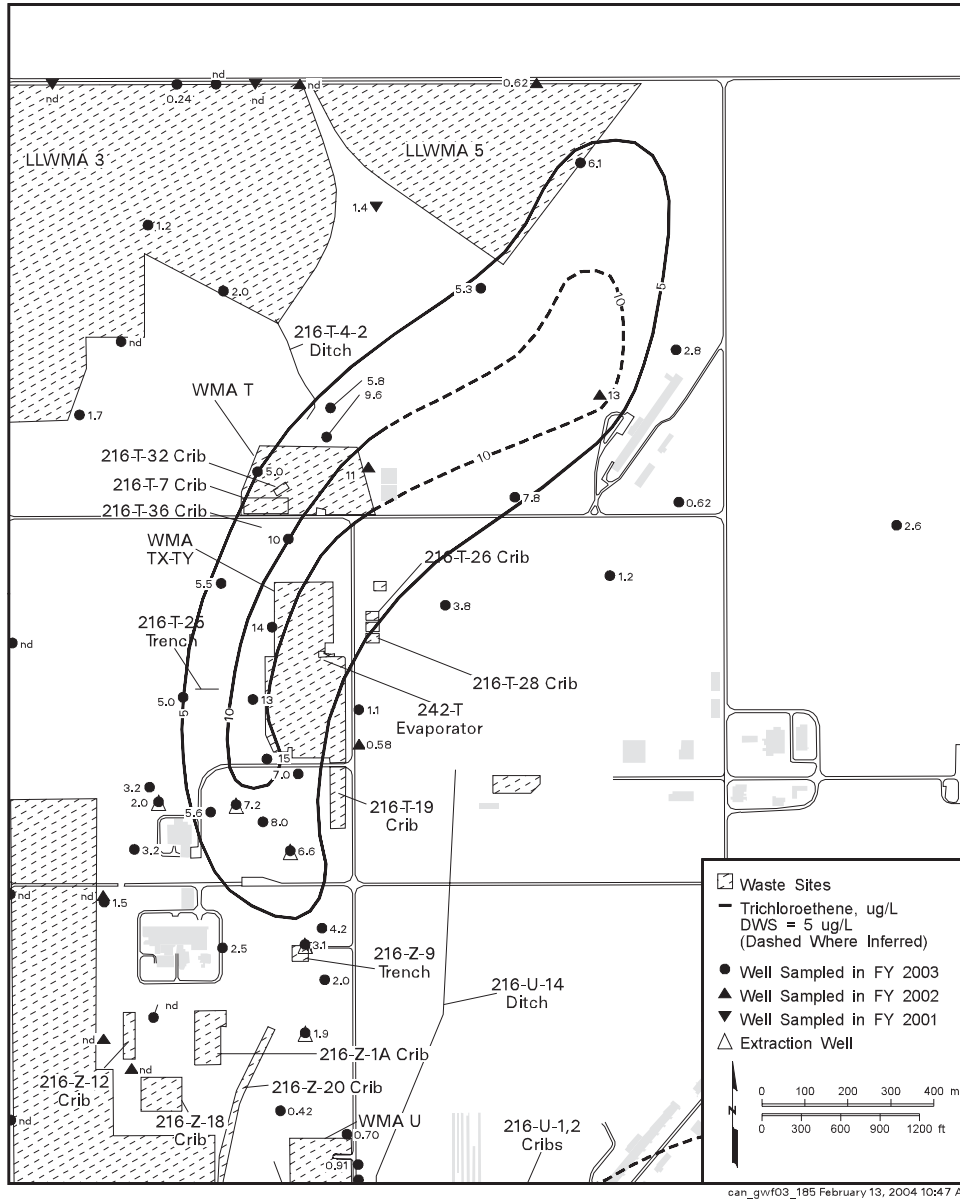 nd
nd
0.24
nd
nd
0.62
LLWMA 3
LLWMA 5
6.1
1.4
1.2
2.0
5.3
5
10
216-T-4-2
Ditch
nd
2.8
5.8
9.6
WMA T
13
1.7
216-T-32 Crib
5.0
11
10
216-T-7 Crib
7.8
0.62
216-T-36 Crib
2.6
WMA
TX-TY
10
216-T-26 Crib
5.5
1.2
3.8
216-T-25
Trench
14
nd
216-T-28 Crib
5.0
13
242-T
Evaporator
1.1
5
10
0.58
15
7.0
3.2
2.0
7.2
5.6
8.0
216-T-19
Crib
3.2
6.6
nd
nd
1.5
4.2
3.1
2.5
216-Z-9
Trench
2.0
216-U-14
Ditch
nd
1.9
nd
216-Z-1A Crib
nd
216-Z-12
Crib
216-Z-20 Crib
0.42
216-Z-18
Crib
WMA U
216-U-1,2
Cribs
nd
0.70
0.91
Waste Sites
Trichloroethene, ug/L
DWS = 5 ug/L
(Dashed Where Inferred)
Well Sampled in FY 2003
Well Sampled in FY 2002
Well Sampled in FY 2001
Extraction Well
N
0 100 200 300 400 m
0 300 600 900 1200 ft
can_gwf03_185 February 13, 2004 10:47 A